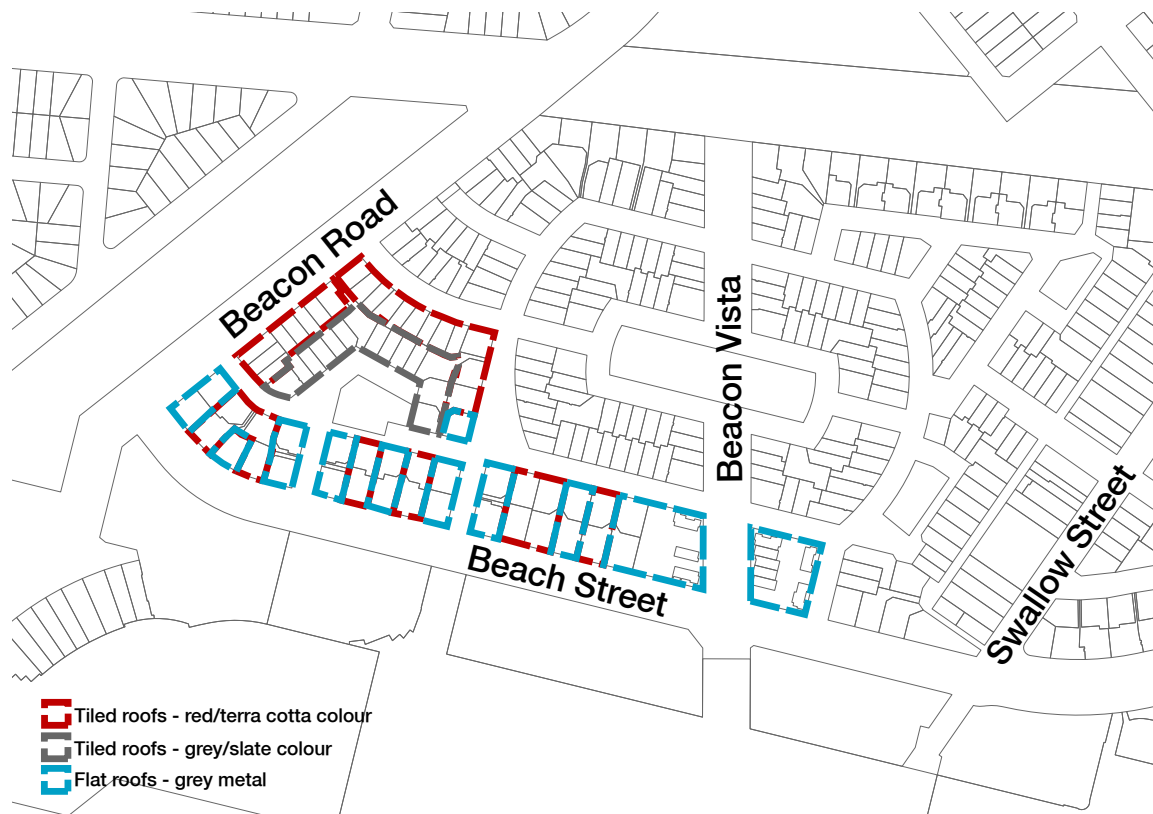 Beacon Road
Beacon Vista
Beach Street
Swallow Street
Tiled roofs - red/terra cotta colour
Tiled roofs - grey/slate colour
Flat roofs - grey metal